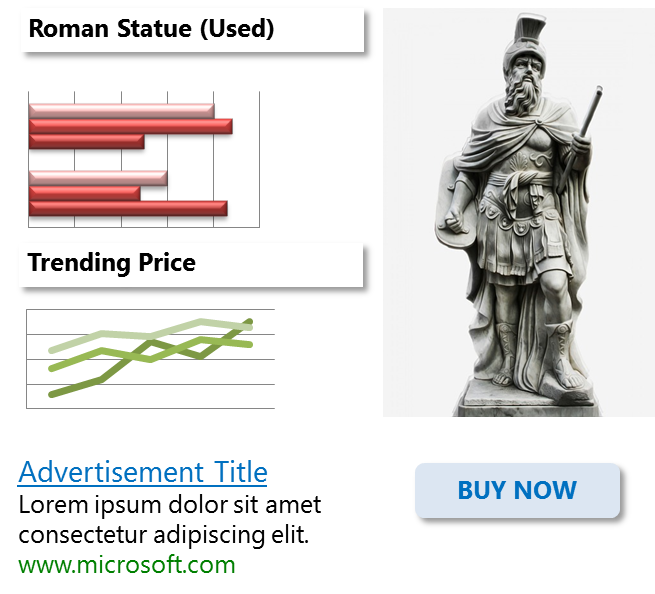 Roman Statue (Used)
Trending Price
Advertisement Title
Lorem ipsum dolor sit amet
consectetur adipiscing elit.
www.microsoft.com
BUY NOW